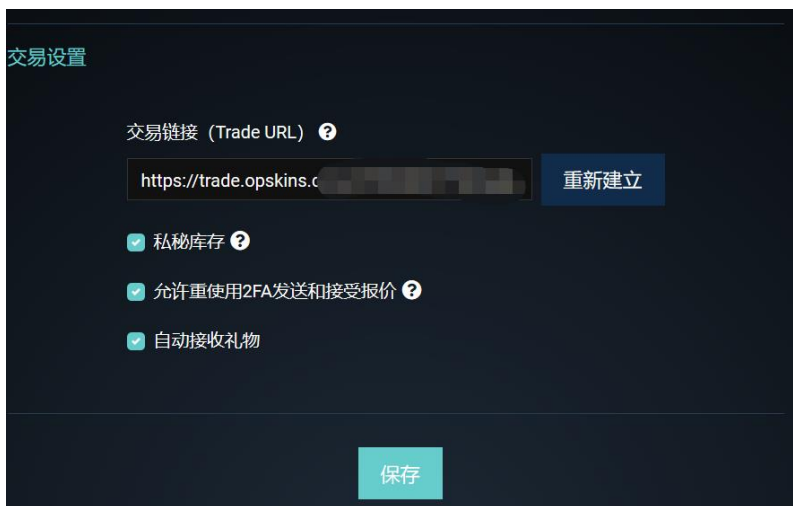 交易设置
交易链接（Trade URL）
https://trade.opskins.c
重新建立
私秘库存
允许重使用2FA发送和接受报价
自动接收礼物
保存